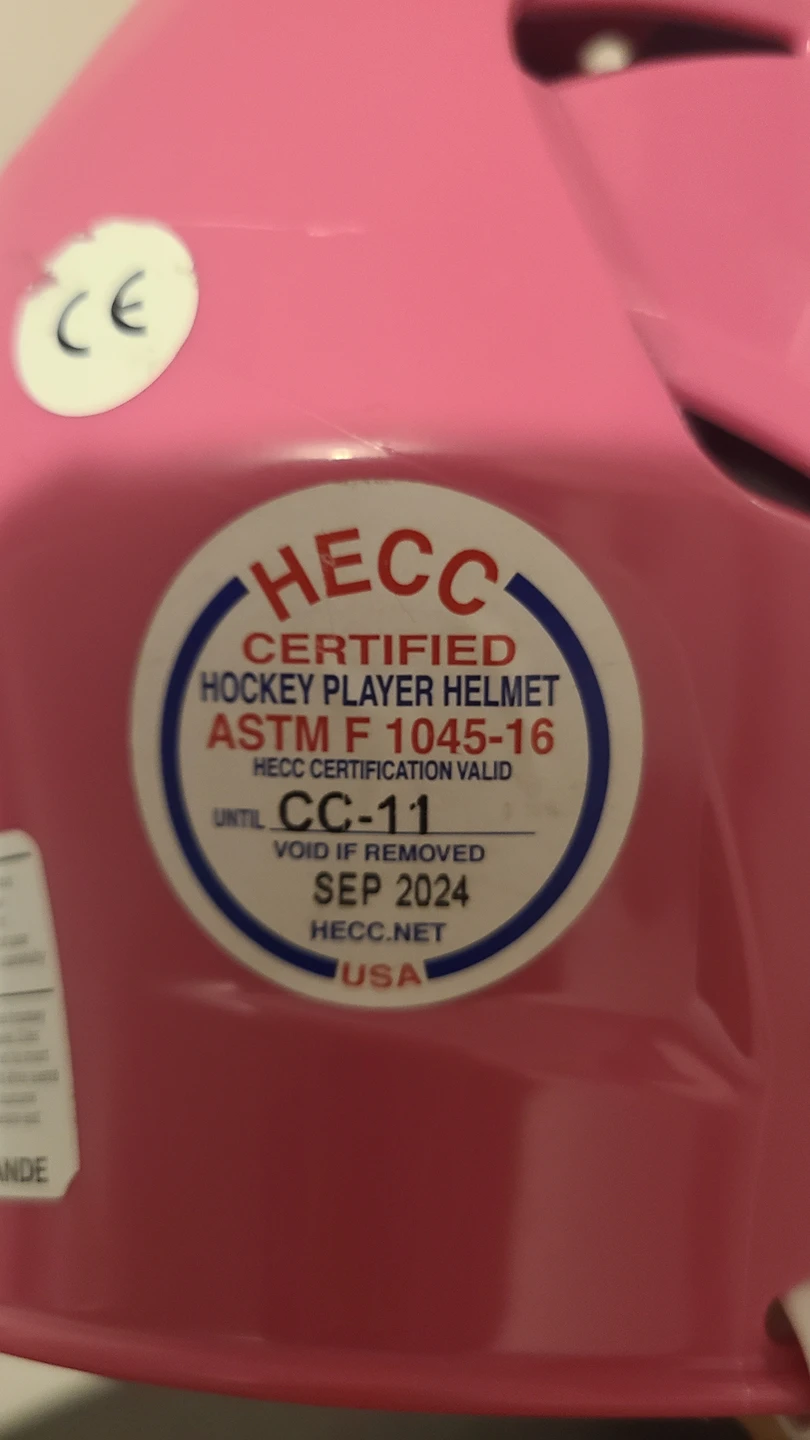 CE
HECC
CERTIFIED
HOCKEY PLAYER HELMET
ASTM F 1045-16
HECC CERTIFICATION VALID
UNTIL CC-11
VOID IF REMOVED
SEP 2024
HECC.NET
USA